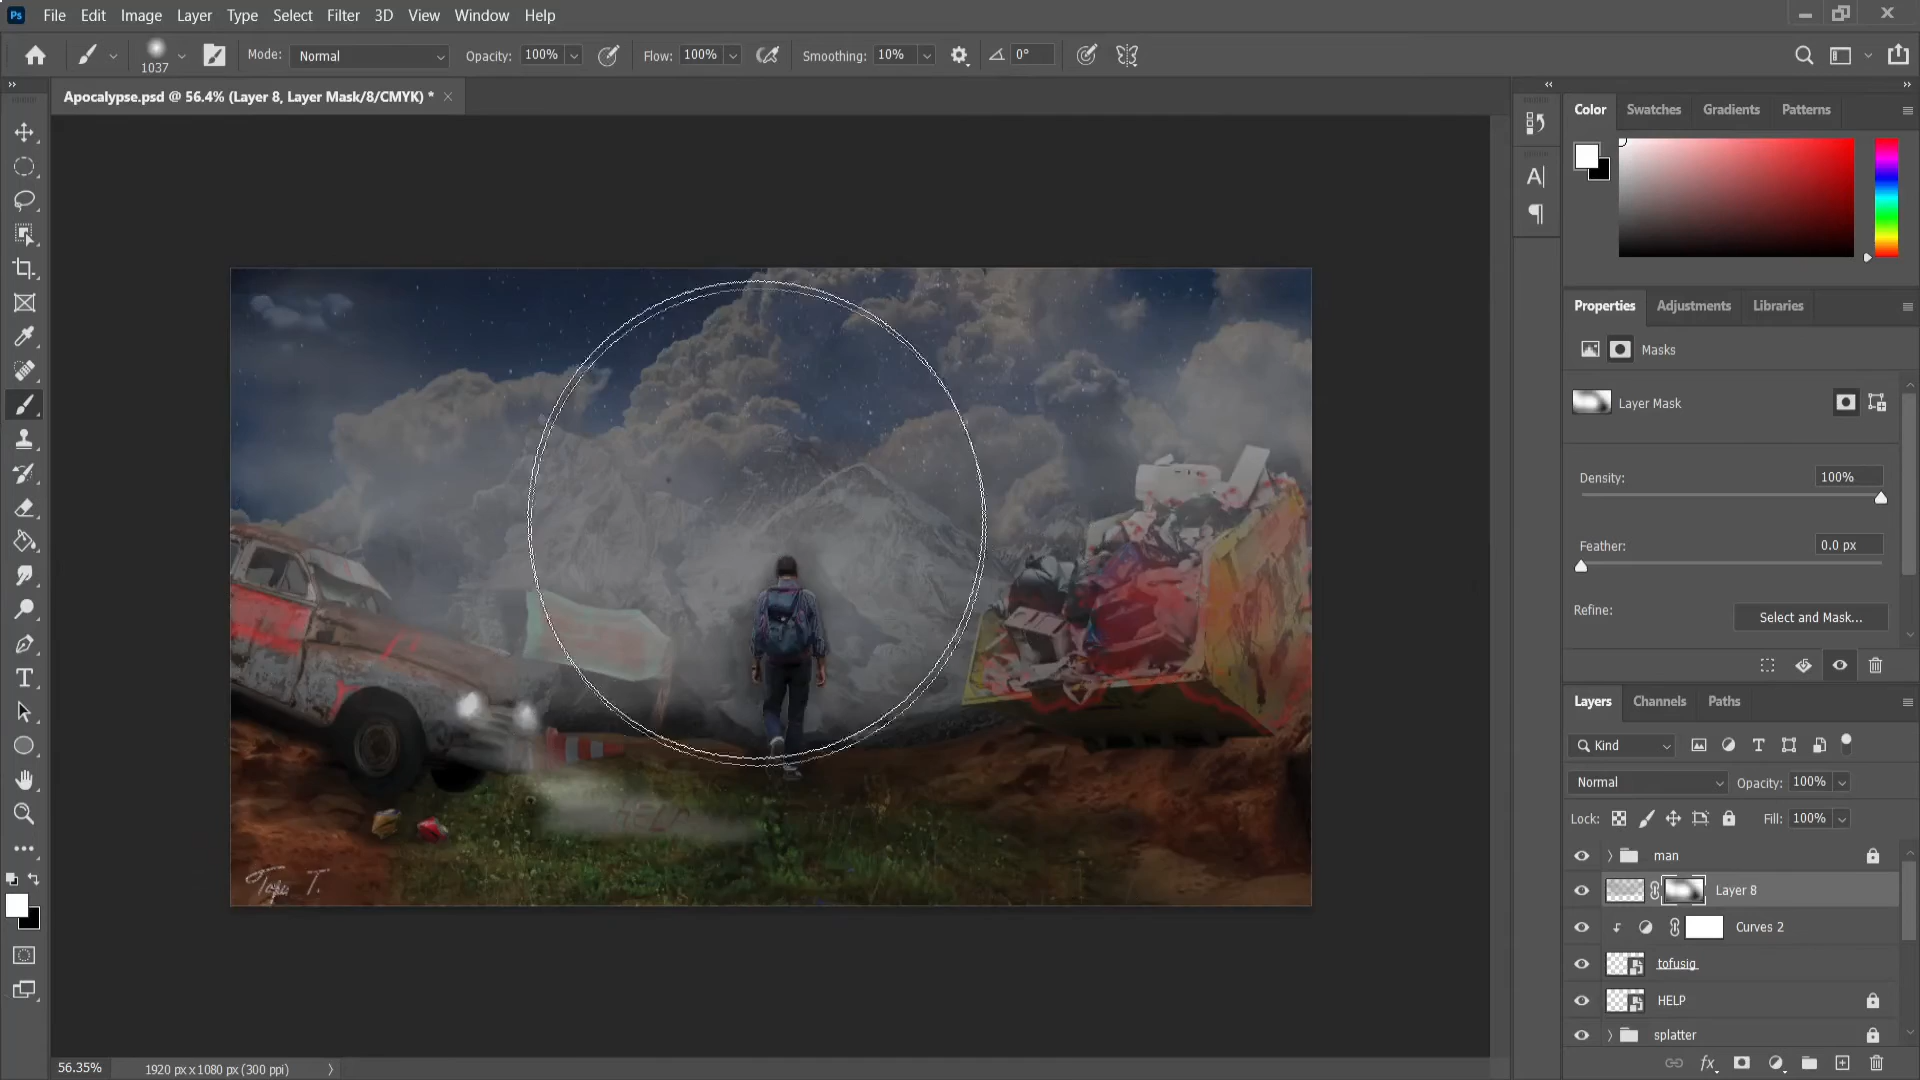 Ps File Edit Image Layer Type Select Filter 3D View Window Help
1037 Mode: Normal Opacity: 100% Flow: 100% Smoothing: 10% 0°
Apocalypse.psd @ 56.4% (Layer 8, Layer Mask/8/CMYK) *
Color Swatches Gradients Patterns
Properties Adjustments Libraries
Masks
Layer Mask
Density: 100%
Feather: 0.0 px
Refine: Select and Mask...
Layers Channels Paths
Kind
Normal Opacity: 100%
Lock: Fill: 100%
man
Layer 8
Curves 2
tofusig
HELP
splatter
HELP
56.35% 1920 px x 1080 px (300 ppi)